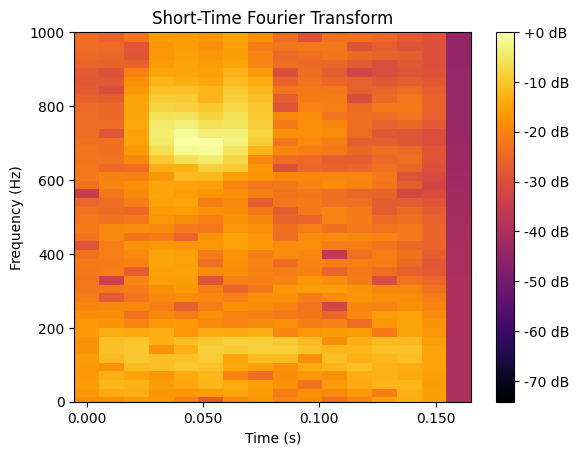 Short-Time Fourier Transform
1000
800
600
400
200
0
Frequency (Hz)
0.000
0.050
0.100
0.150
Time (s)
+0 dB
-10 dB
-20 dB
-30 dB
-40 dB
-50 dB
-60 dB
-70 dB